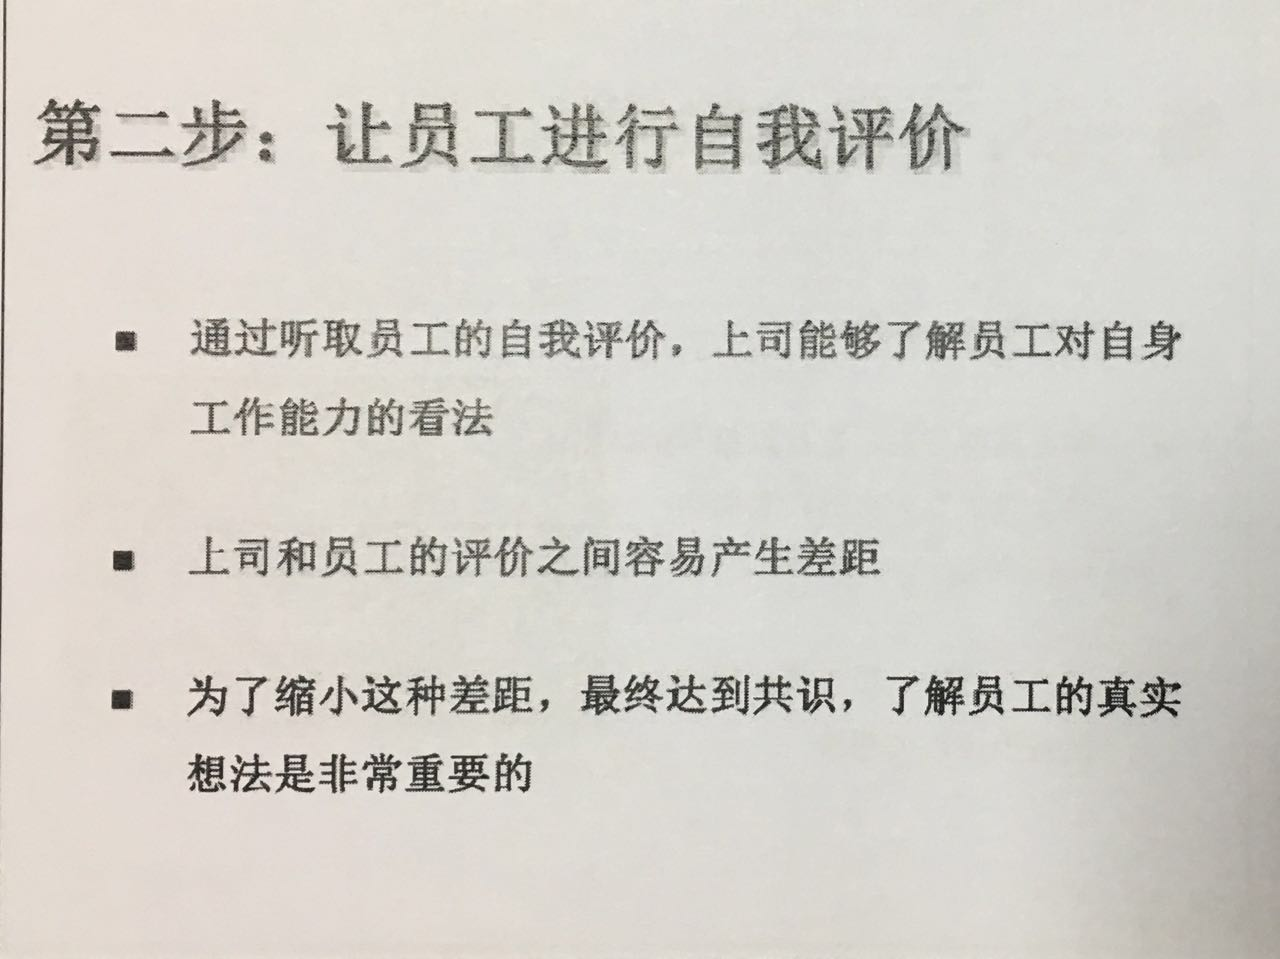 第二步：让员工进行自我评价
■ 通过听取员工的自我评价，上司能够了解员工对自身
工作能力的看法
■ 上司和员工的评价之间容易产生差距
■ 为了缩小这种差距，最终达到共识，了解员工的真实
想法是非常重要的